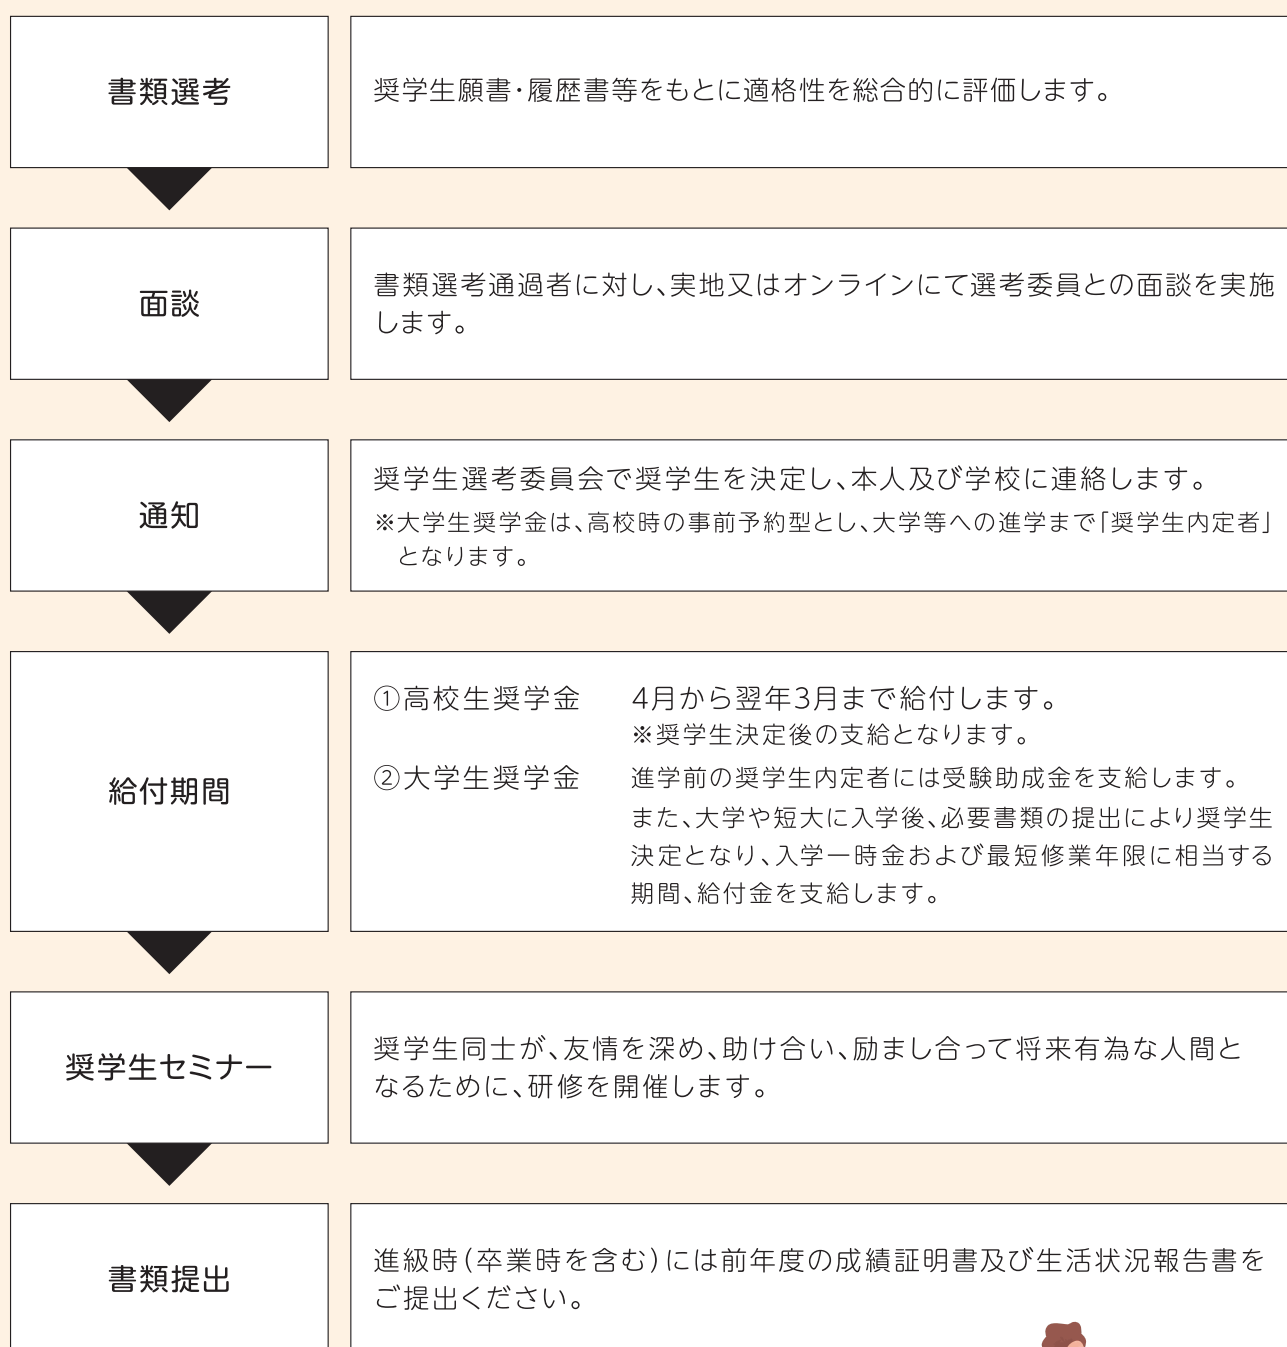 書類選考
奨学生願書・履歴書等をもとに適格性を総合的に評価します。
面談
書類選考通過者に対し、実地又はオンラインにて選考委員との面談を実施
します。
通知
奨学生選考委員会で奨学生を決定し、本人及び学校に連絡します。
※大学生奨学金は、高校時の事前予約型とし、大学等への進学まで「奨学生内定者」
となります。
給付期間
①高校生奨学金 4月から翌年3月まで給付します。
※奨学生決定後の支給となります。
②大学生奨学金 進学前の奨学生内定者には受験助成金を支給します。
また、大学や短大に入学後、必要書類の提出により奨学生
決定となり、入学一時金および最短修業年限に相当する
期間、給付金を支給します。
奨学生セミナー
奨学生同士が、友情を深め、助け合い、励まし合って将来有為な人間と
なるために、研修を開催します。
書類提出
進級時(卒業時を含む)には前年度の成績証明書及び生活状況報告書を
ご提出ください。